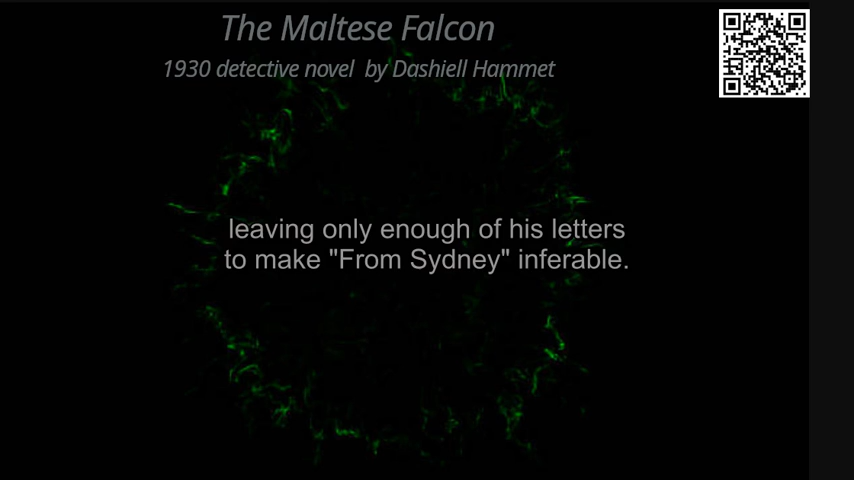 The Maltese Falcon
1930 detective novel by Dashiell Hammet
leaving only enough of his letters
to make "From Sydney" inferable.